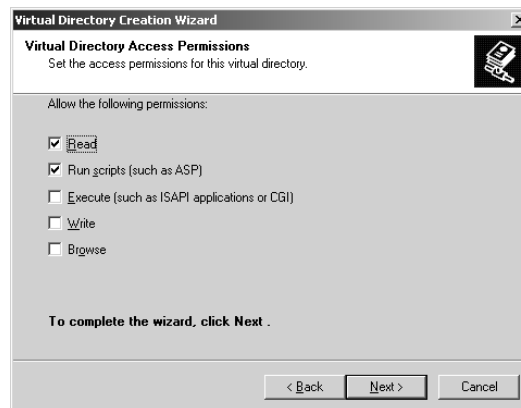 Virtual Directory Creation Wizard
Virtual Directory Access Permissions
Set the access permissions for this virtual directory.
Allow the following permissions:
Read
Run scripts (such as ASP)
Execute (such as ISAPI applications or CGI)
Write
Browse
To complete the wizard, click Next .
< Back
Next >
Cancel